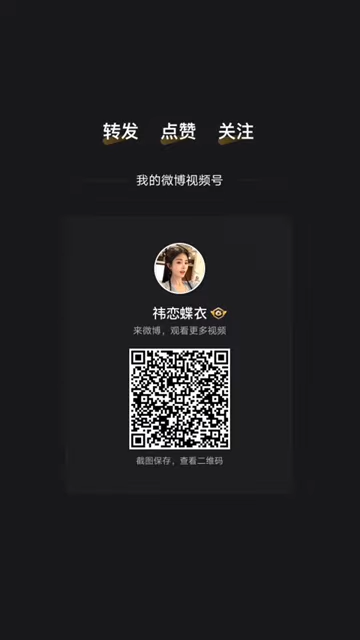 转发 点赞 关注
我的微博视频号
祎恋蝶衣
来微博，观看更多视频
截图保存，查看二维码